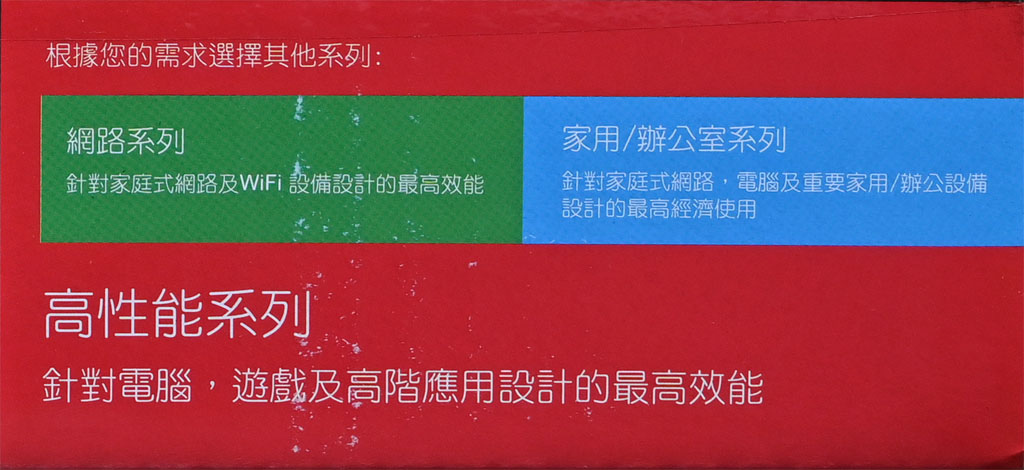 根據您的需求選擇其他系列:
網路系列
針對家庭式網路及WiFi 設備設計的最高效能
家用/辦公室系列
針對家庭式網路，電腦及重要家用/辦公設備
設計的最高經濟使用
高性能系列
針對電腦，遊戲及高階應用設計的最高效能